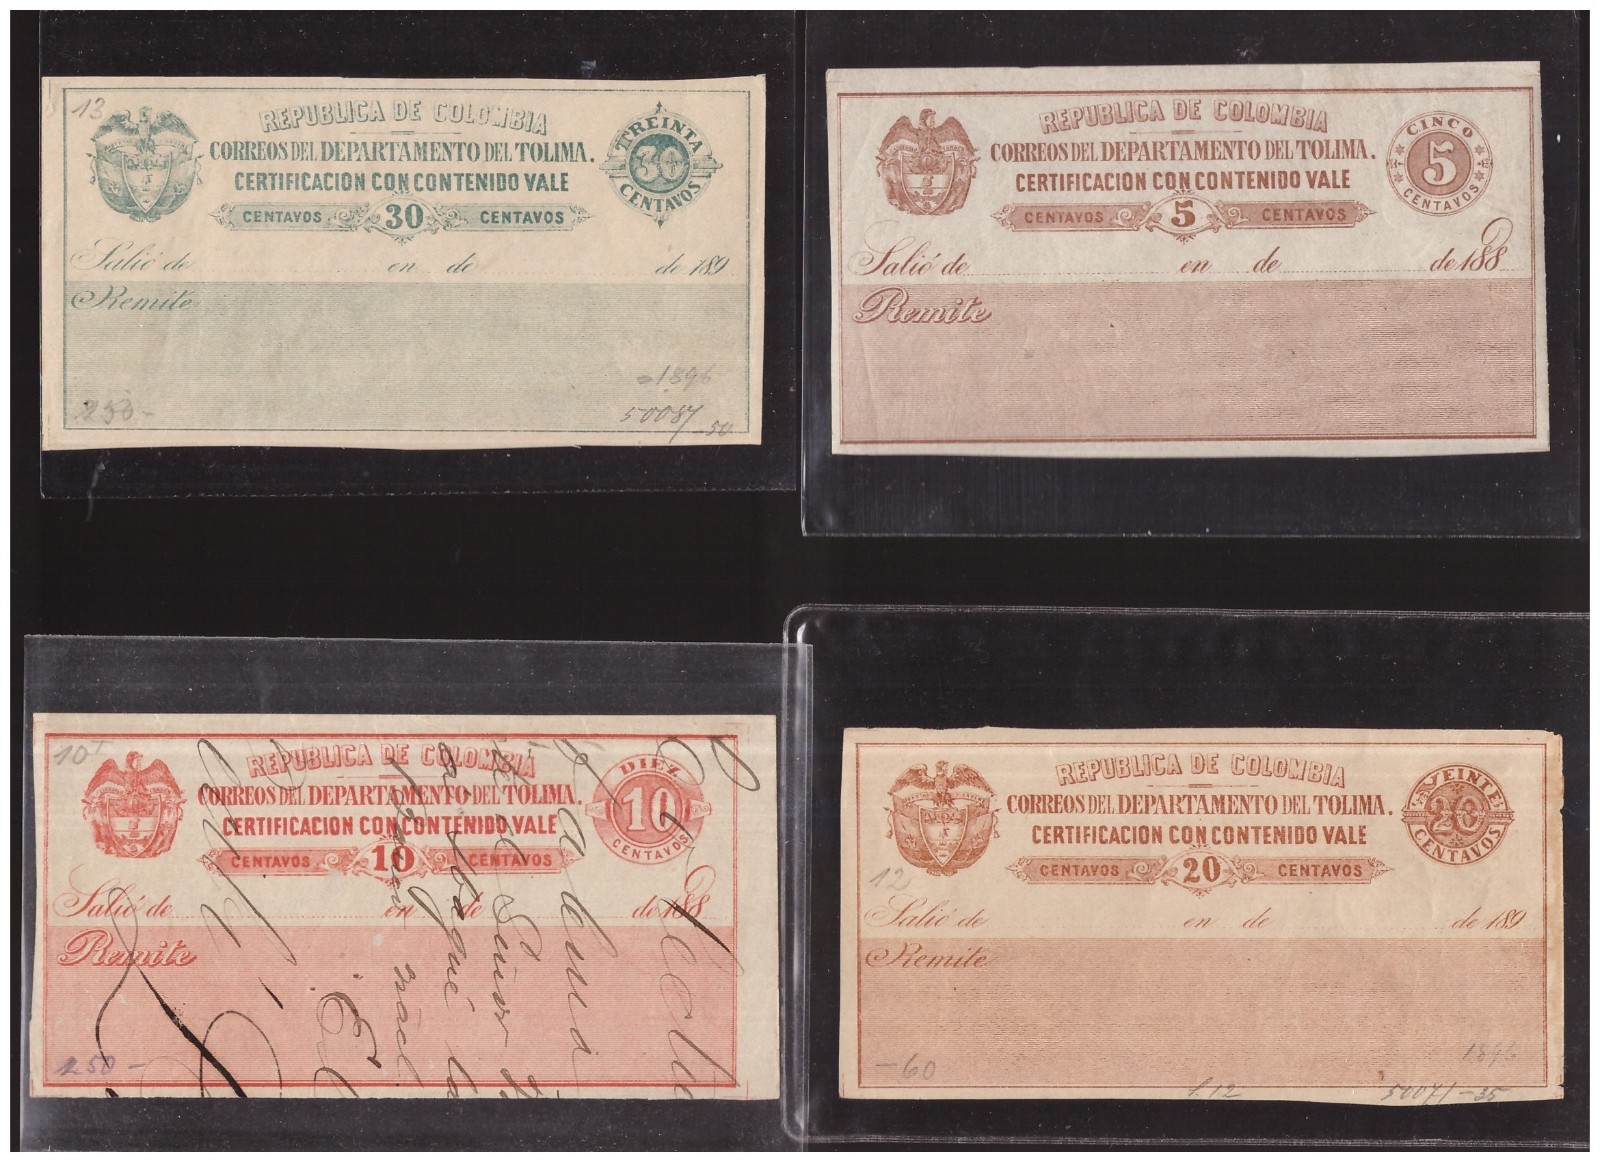 13
REPUBLICA DE COLOMBIA
CORREOS DEL DEPARTAMENTO DEL TOLIMA.
CERTIFICACION CON CONTENIDO VALE
CENTAVOS 30 CENTAVOS
TREINTA
30
CENTAVOS
Salió de en de de 189
Remite
1896
250-
50087
-50
REPUBLICA DE COLOMBIA
CORREOS DEL DEPARTAMENTO DEL TOLIMA.
CERTIFICACION CON CONTENIDO VALE
CENTAVOS 5 CENTAVOS
CINCO
5
CENTAVOS
Salió de en de de 188
Remite
10 I
REPUBLICA DE COLOMBIA
CORREOS DEL DEPARTAMENTO DEL TOLIMA.
CERTIFICACION CON CONTENIDO VALE
CENTAVOS 10 CENTAVOS
DIEZ
10
CENTAVOS
Salió de en de de 188
Remite
250-
REPUBLICA DE COLOMBIA
CORREOS DEL DEPARTAMENTO DEL TOLIMA.
CERTIFICACION CON CONTENIDO VALE
CENTAVOS 20 CENTAVOS
VEINTE
20
CENTAVOS
12
Salió de en de de 189
Remite
1896
-60
50071 -35